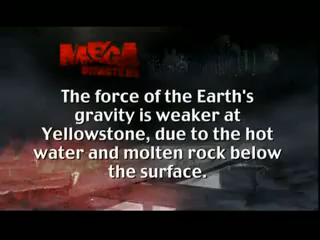 MEGA
DISASTERS
The force of the Earth's
gravity is weaker at
Yellowstone, due to the hot
water and molten rock below
the surface.